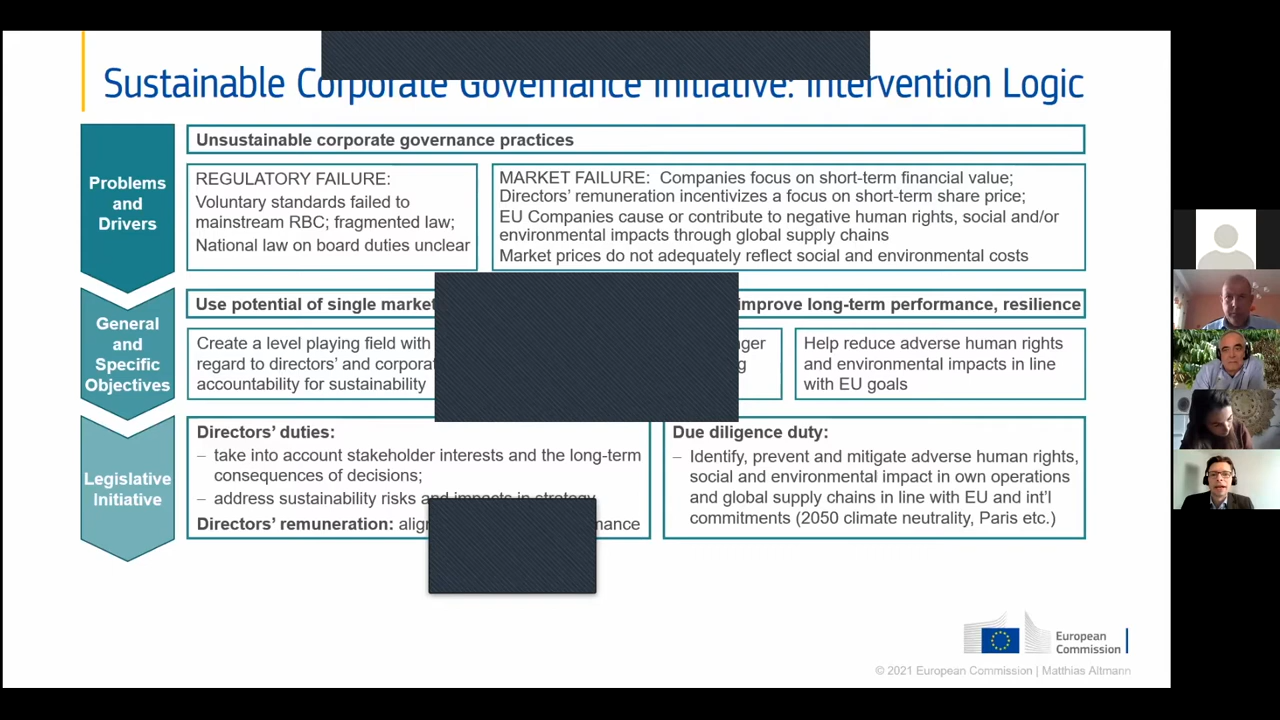 Sustainable Corporate Governance Initiative: Intervention Logic
Problems
and
Drivers
Unsustainable corporate governance practices
REGULATORY FAILURE:
Voluntary standards failed to
mainstream RBC; fragmented law;
National law on board duties unclear
MARKET FAILURE: Companies focus on short-term financial value;
Directors' remuneration incentivizes a focus on short-term share price;
EU Companies cause or contribute to negative human rights, social and/or
environmental impacts through global supply chains
Market prices do not adequately reflect social and environmental costs
General
and
Specific
Objectives
Use potential of single market
improve long-term performance, resilience
Create a level playing field with
regard to directors' and
accountability for sustainability
Help reduce adverse human rights
and environmental impacts in line
with EU goals
Legislative
Initiative
Directors' duties:
– take into account stakeholder interests and the long-term
consequences of decisions;
– address sustainability risks and impacts in strategy
Directors' remuneration:
Due diligence duty:
– Identify, prevent and mitigate adverse human rights,
social and environmental impact in own operations
and global supply chains in line with EU and int'l
commitments (2050 climate neutrality, Paris etc.)
European
Commission
© 2021 European Commission | Matthias Altmann